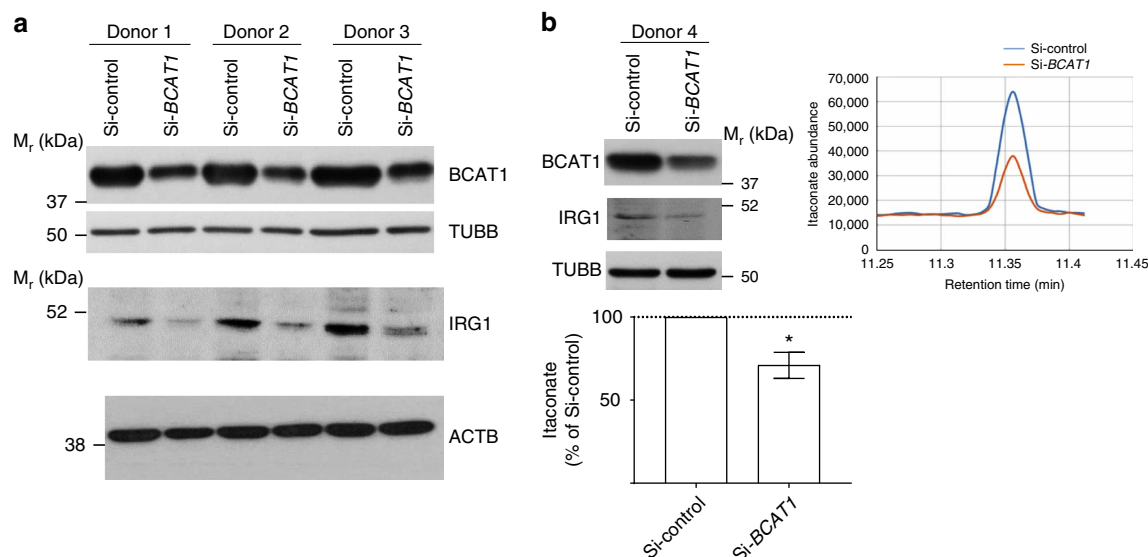 a
Donor 1 Donor 2 Donor 3
Si-control Si-BCAT1 Si-control Si-BCAT1 Si-control Si-BCAT1
Mr (kDa)
BCAT1
37
50 TUBB
Mr (kDa)
52
IRG1
38 ACTB
b
Donor 4
Si-control Si-BCAT1
Mr (kDa)
BCAT1
37
52
IRG1
TUBB 50
Si-control
Si-BCAT1
Itaconate abundance
70,000
60,000
50,000
40,000
30,000
20,000
10,000
0
11.25 11.3 11.35 11.4 11.45
Retention time (min)
Itaconate
(% of Si-control)
100
*
50
Si-control Si-BCAT1